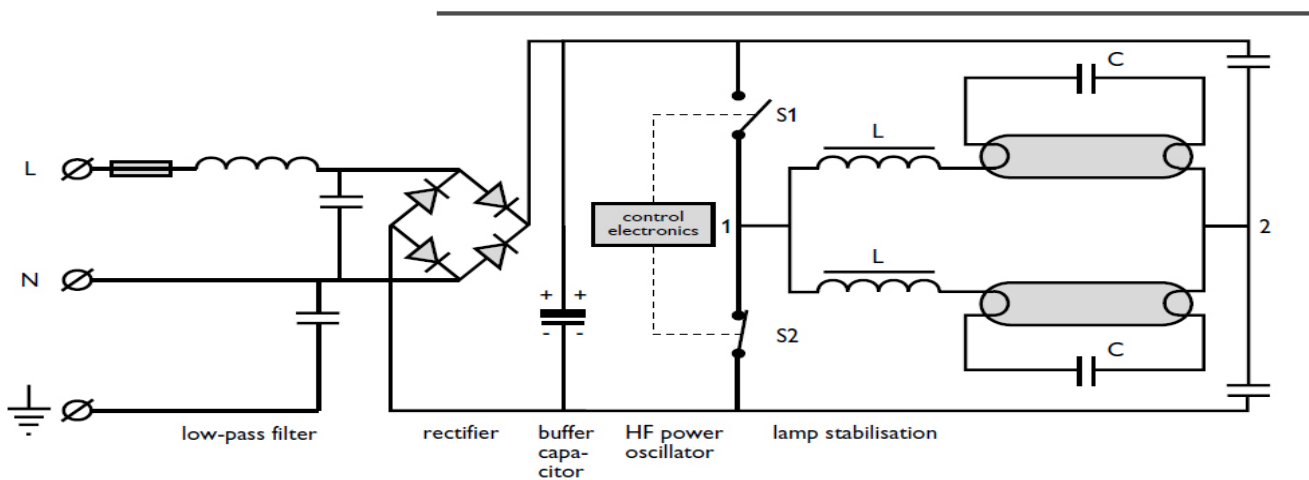 C
S1
L
L
control
electronics
1
2
N
L
+ +
- -
S2
C
low-pass filter
rectifier
buffer
capa-
citor
HF power
oscillator
lamp stabilisation